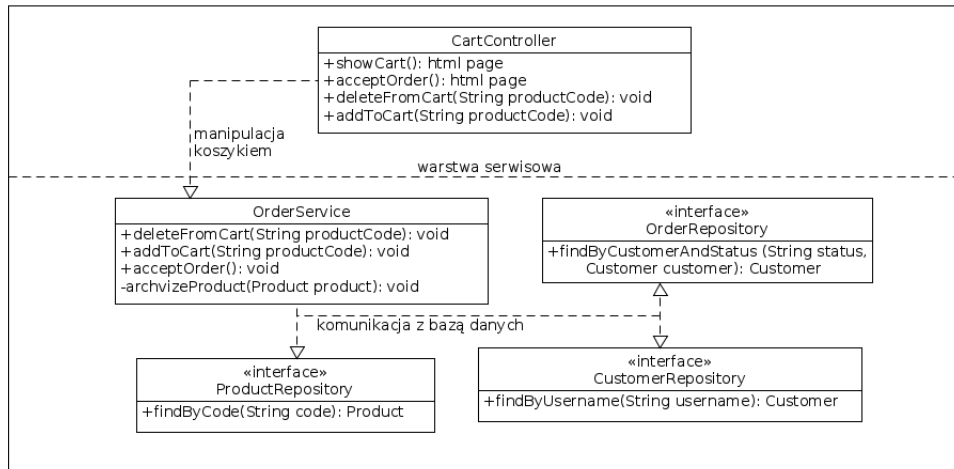 CartController
+showCart(): html page
+acceptOrder(): html page
+deleteFromCart(String productCode): void
+addToCart(String productCode): void
manipulacja
koszykiem
warstwa serwisowa
OrderService
+deleteFromCart(String productCode): void
+addToCart(String productCode): void
+acceptOrder(): void
-archvizeProduct(Product product): void
«interface»
OrderRepository
+findByCustomerAndStatus (String status,
Customer customer): Customer
komunikacja z bazą danych
«interface»
ProductRepository
+findByCode(String code): Product
«interface»
CustomerRepository
+findByUsername(String username): Customer